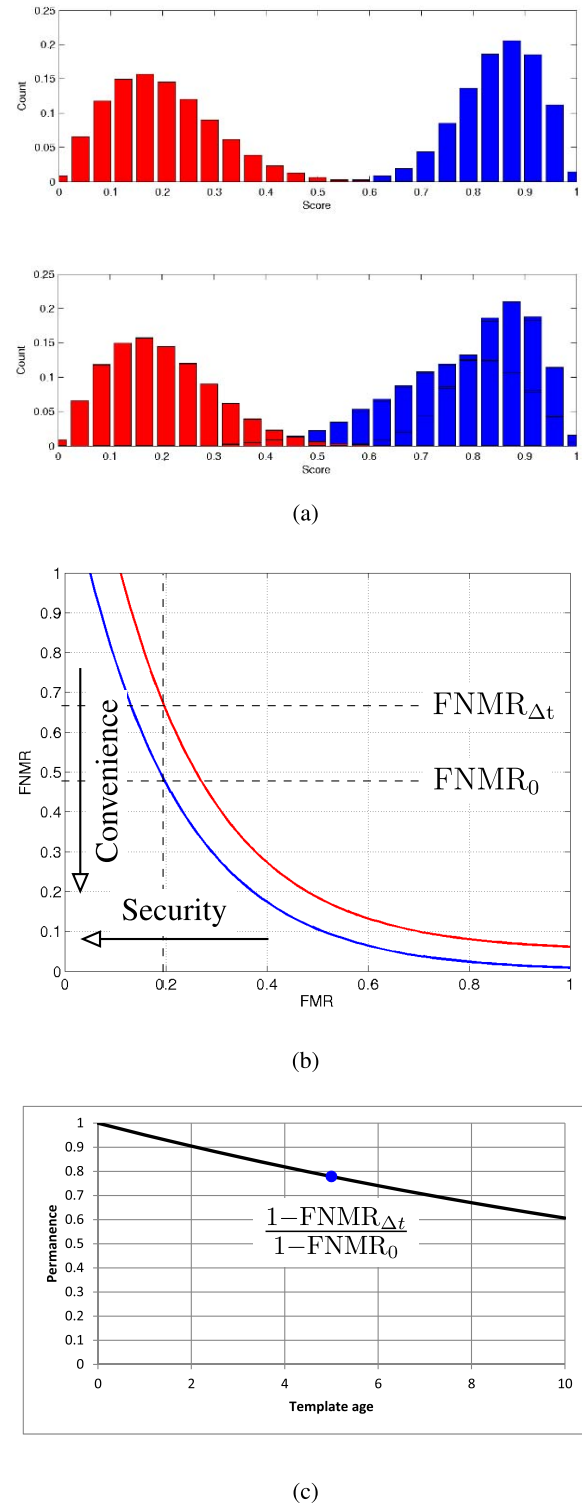 0.25
0.2
0.15
0.1
0.05
0
Count
0 0.1 0.2 0.3 0.4 0.5 0.6 0.7 0.8 0.9 1
Score
0.25
0.2
0.15
0.1
0.05
0
Count
0 0.1 0.2 0.3 0.4 0.5 0.6 0.7 0.8 0.9 1
Score
(a)
1
0.9
0.8
0.7
0.6
0.5
0.4
0.3
0.2
0.1
0
FNMR
Convenience
Security
FNMR_Δt
FNMR_0
0 0.2 0.4 0.6 0.8 1
FMR
(b)
1
0.9
0.8
0.7
0.6
0.5
0.4
0.3
0.2
0.1
0
Permanence
1−FNMR_Δt
1−FNMR_0
0 2 4 6 8 10
Template age
(c)